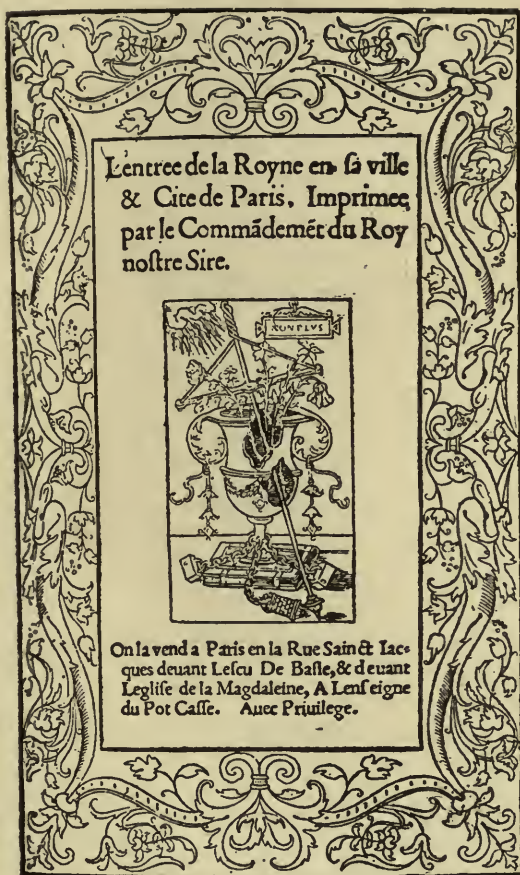 Lentree de la Royne en sa ville
& Cite de Paris, Imprimee,
par le Commādemēt du Roy
noſtre Sire.
NON PLVS
On la vend a Paris en la Rue Sainct Iac-
ques deuant Leſcu De Baſle, & deuant
Legliſe de la Magdaleine, A Lenſeigne
du Pot Caſſe. Auec Priuilege.